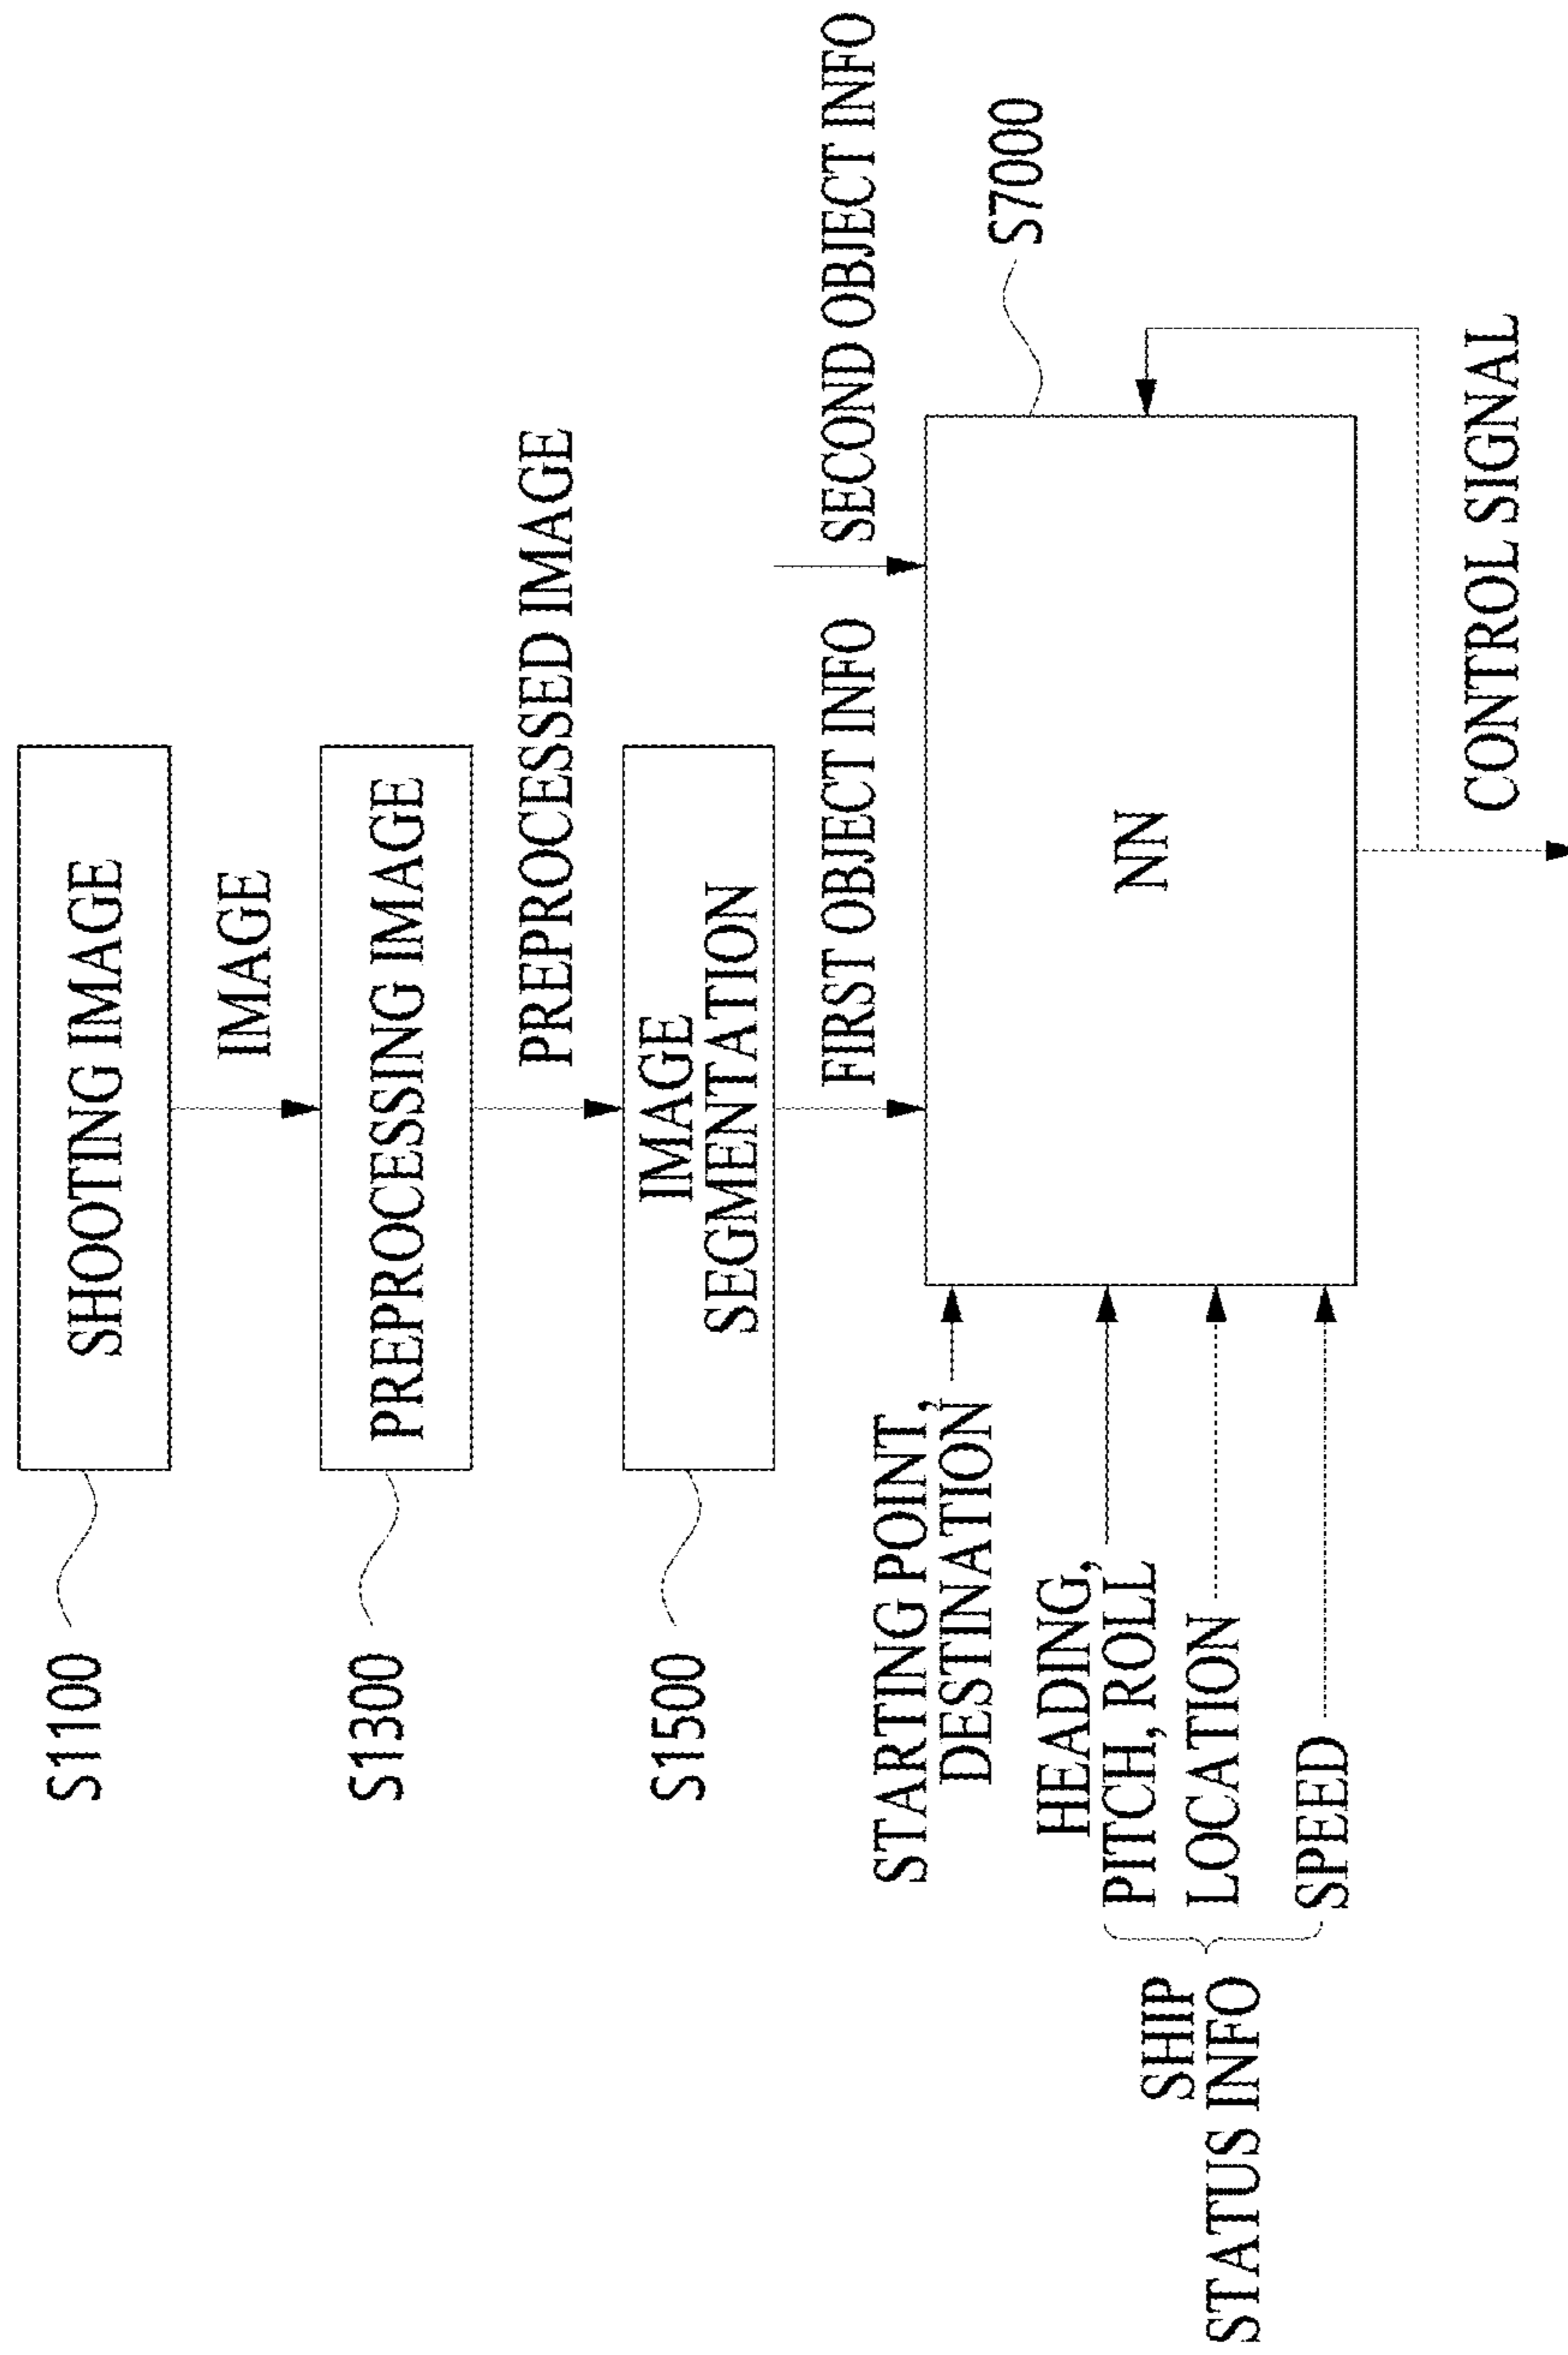 S1100
SHOOTING IMAGE
IMAGE
S1300
PREPROCESSING IMAGE
PREPROCESSED IMAGE
S1500
IMAGE
SEGMENTATION
FIRST OBJECT INFO
SECOND OBJECT INFO
STARTING POINT,
DESTINATION
HEADING,
PITCH, ROLL
LOCATION
SPEED
SHIP
STATUS INFO
NN
S7000
CONTROL SIGNAL